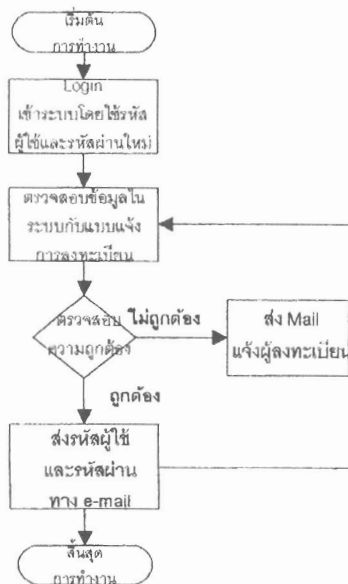 เริ่มต้น
การทำงาน
Login
เข้าระบบโดยใช้รหัส
ผู้ใช้และรหัสผ่านใหม่
ตรวจสอบข้อมูลใน
ระบบกับแบบแจ้ง
การลงทะเบียน
ตรวจสอบ
ความถูกต้อง
ไม่ถูกต้อง
ส่ง Mail
แจ้งผู้ลงทะเบียน
ถูกต้อง
ส่งรหัสผู้ใช้
และรหัสผ่าน
ทาง e-mail
สิ้นสุด
การทำงาน